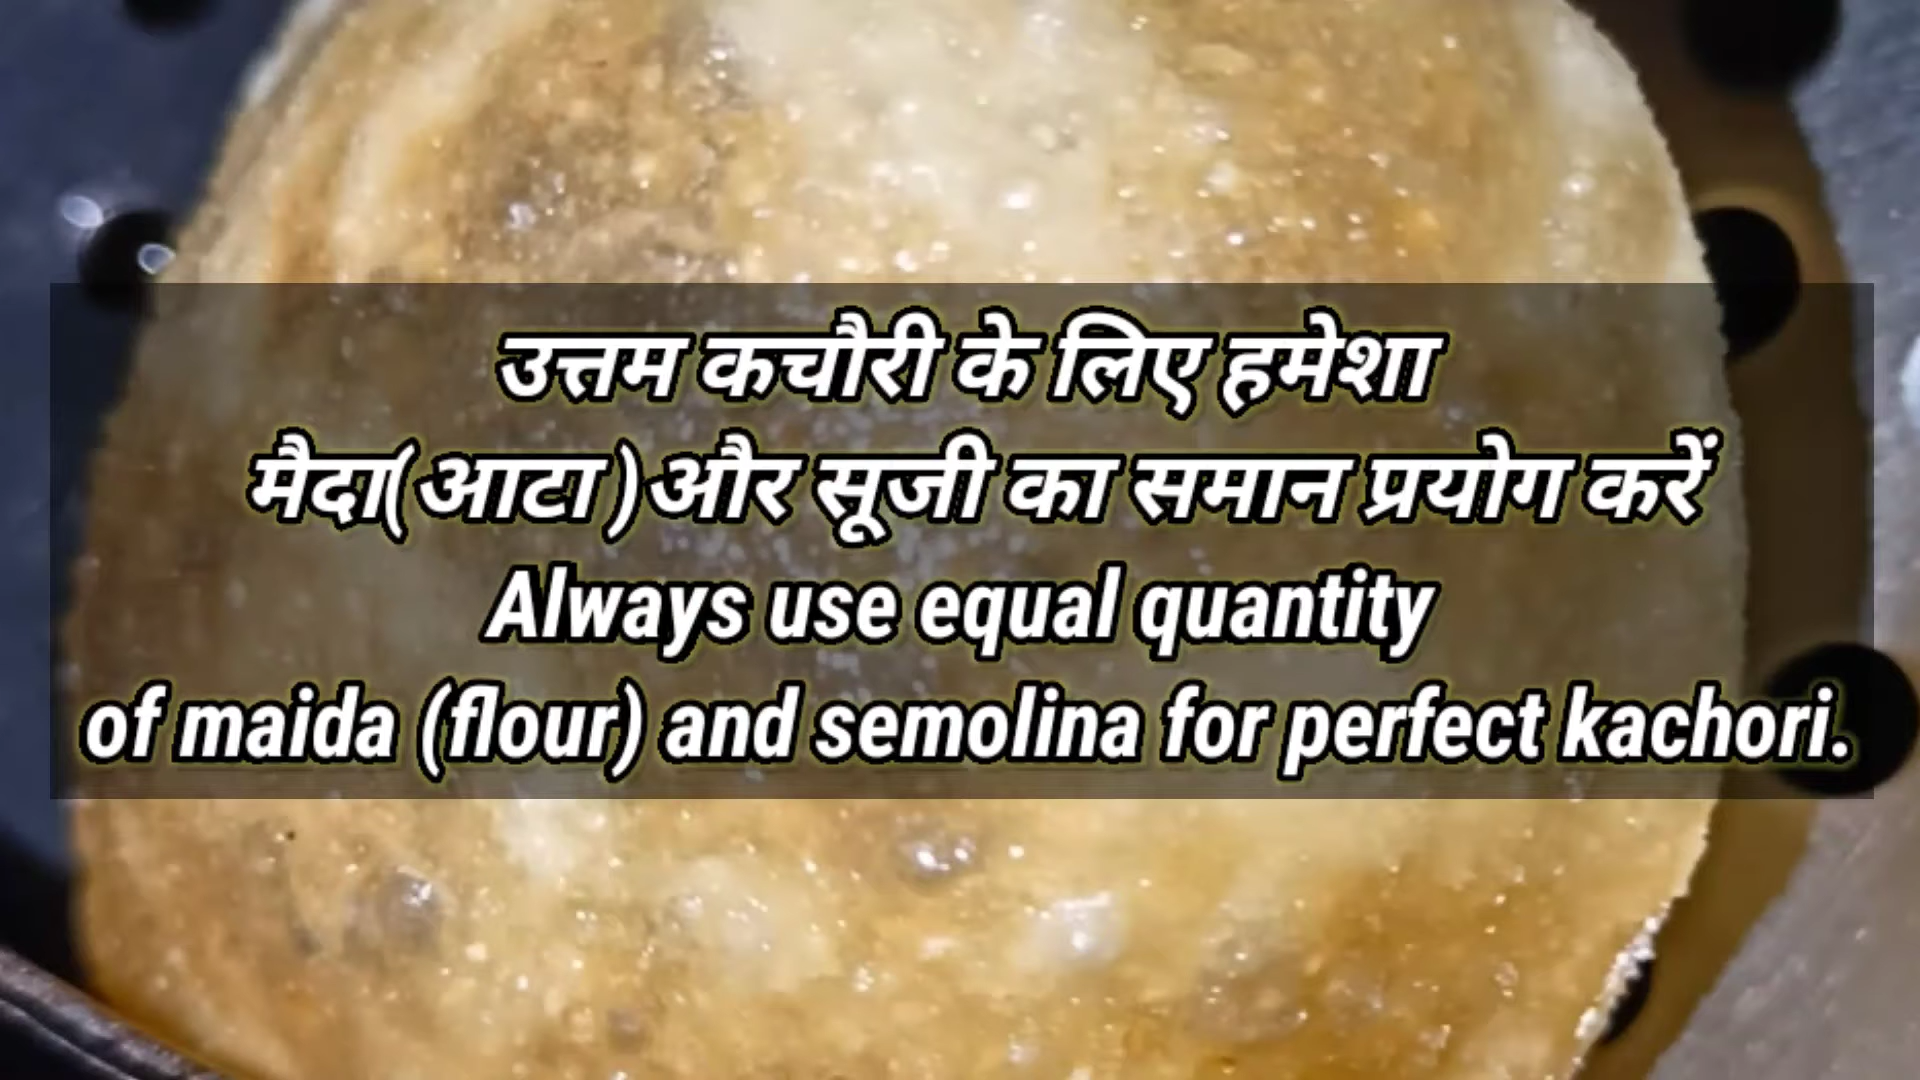 उत्तम कचौरी के लिए हमेशा
मैदा(आटा)और सूजी का समान प्रयोग करें
Always use equal quantity
of maida (flour) and semolina for perfect kachori.